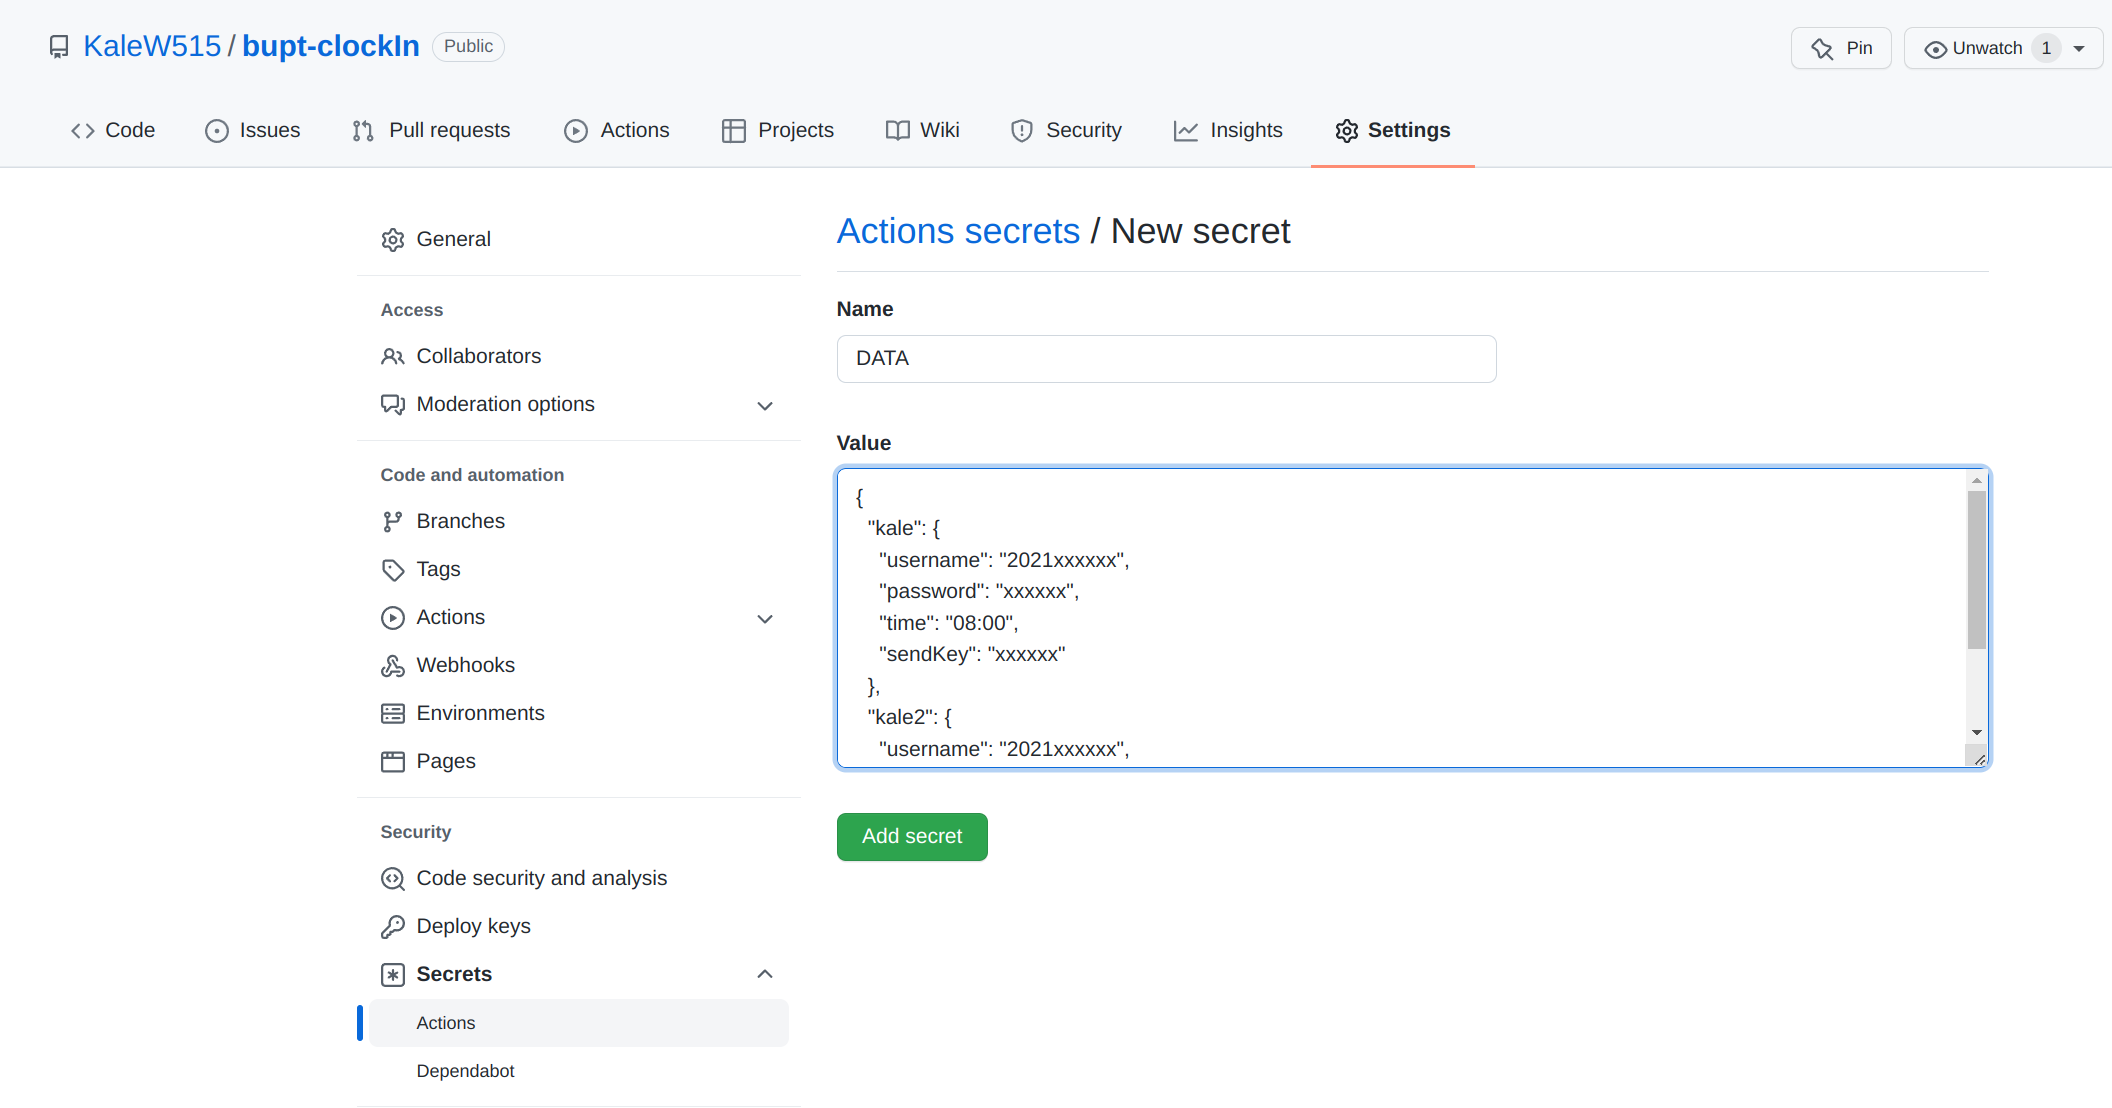 KaleW515 / bupt-clockIn Public
Pin
Unwatch 1
Code Issues Pull requests Actions Projects Wiki Security Insights Settings
General
Access
Collaborators
Moderation options
Code and automation
Branches
Tags
Actions
Webhooks
Environments
Pages
Security
Code security and analysis
Deploy keys
Secrets
Actions
Dependabot
Actions secrets / New secret
Name
DATA
Value
{
"kale": {
"username": "2021xxxxxx",
"password": "xxxxxx",
"time": "08:00",
"sendKey": "xxxxxx"
},
"kale2": {
"username": "2021xxxxxx",
Add secret